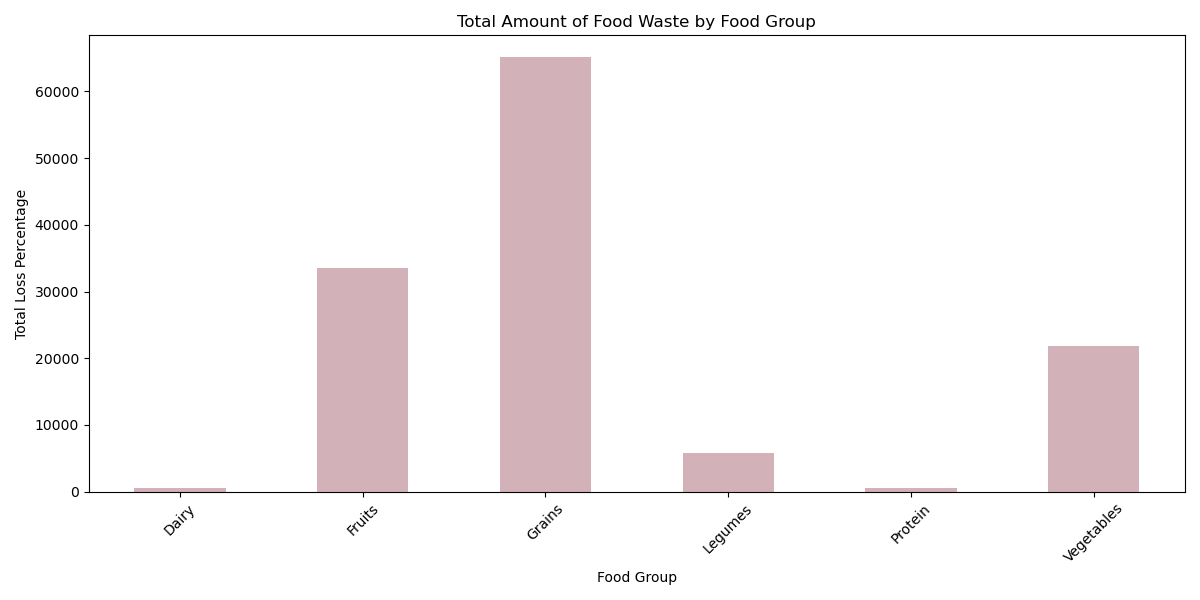 Total Amount of Food Waste by Food Group
Total Loss Percentage
60000
50000
40000
30000
20000
10000
0
Dairy
Fruits
Grains
Legumes
Protein
Vegetables
Food Group